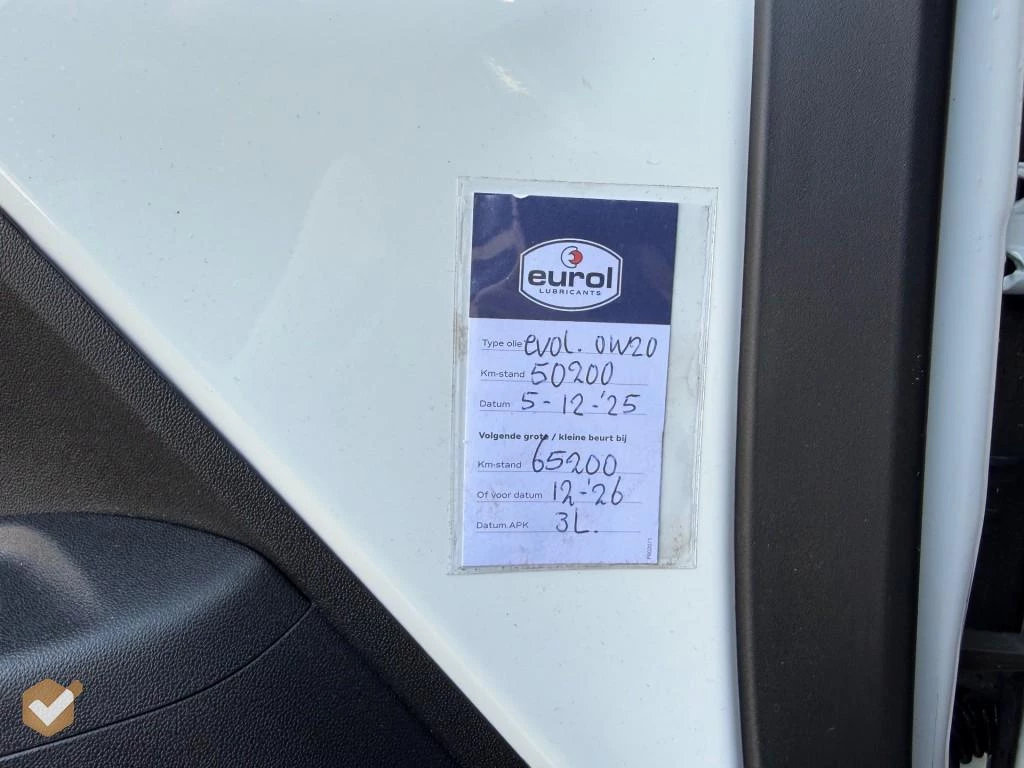 eurol
LUBRICANTS
Type olie evol. 0W20
Km-stand 50200
Datum 5-12-'25
Volgende grote / kleine beurt bij
Km-stand 65200
Of voor datum 12-'26
Datum APK 3L.